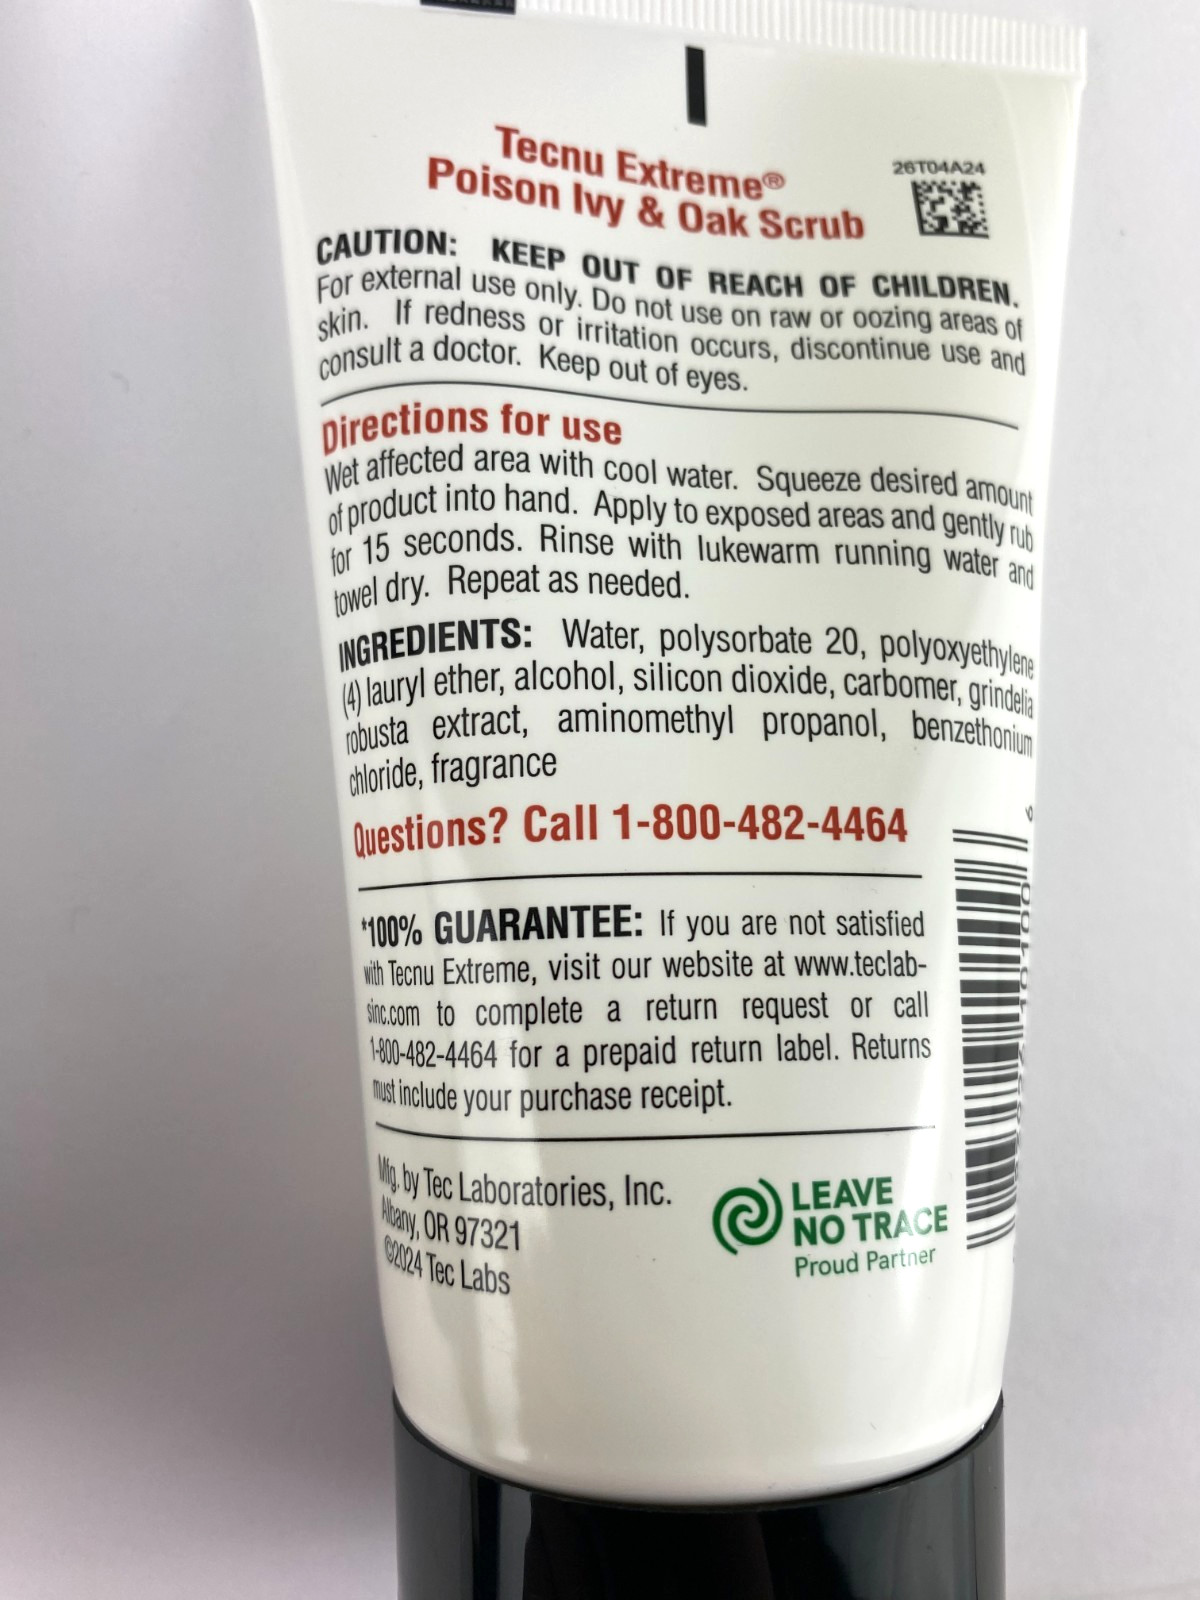 Tecnu Extreme®
Poison Ivy & Oak Scrub
26T04A24
CAUTION: KEEP OUT OF REACH OF CHILDREN.
For external use only. Do not use on raw or oozing areas of
skin. If redness or irritation occurs, discontinue use and
consult a doctor. Keep out of eyes.
Directions for use
Wet affected area with cool water. Squeeze desired amount
of product into hand. Apply to exposed areas and gently rub
for 15 seconds. Rinse with lukewarm running water and
towel dry. Repeat as needed.
INGREDIENTS: Water, polysorbate 20, polyoxyethylene
(4) lauryl ether, alcohol, silicon dioxide, carbomer, grindelia
robusta extract, aminomethyl propanol, benzethonium
chloride, fragrance
Questions? Call 1-800-482-4464
*100% GUARANTEE: If you are not satisfied
with Tecnu Extreme, visit our website at www.teclab-
sinc.com to complete a return request or call
1-800-482-4464 for a prepaid return label. Returns
must include your purchase receipt.
Mfg. by Tec Laboratories, Inc.
Albany, OR 97321
©2024 Tec Labs
LEAVE
NO TRACE
Proud Partner